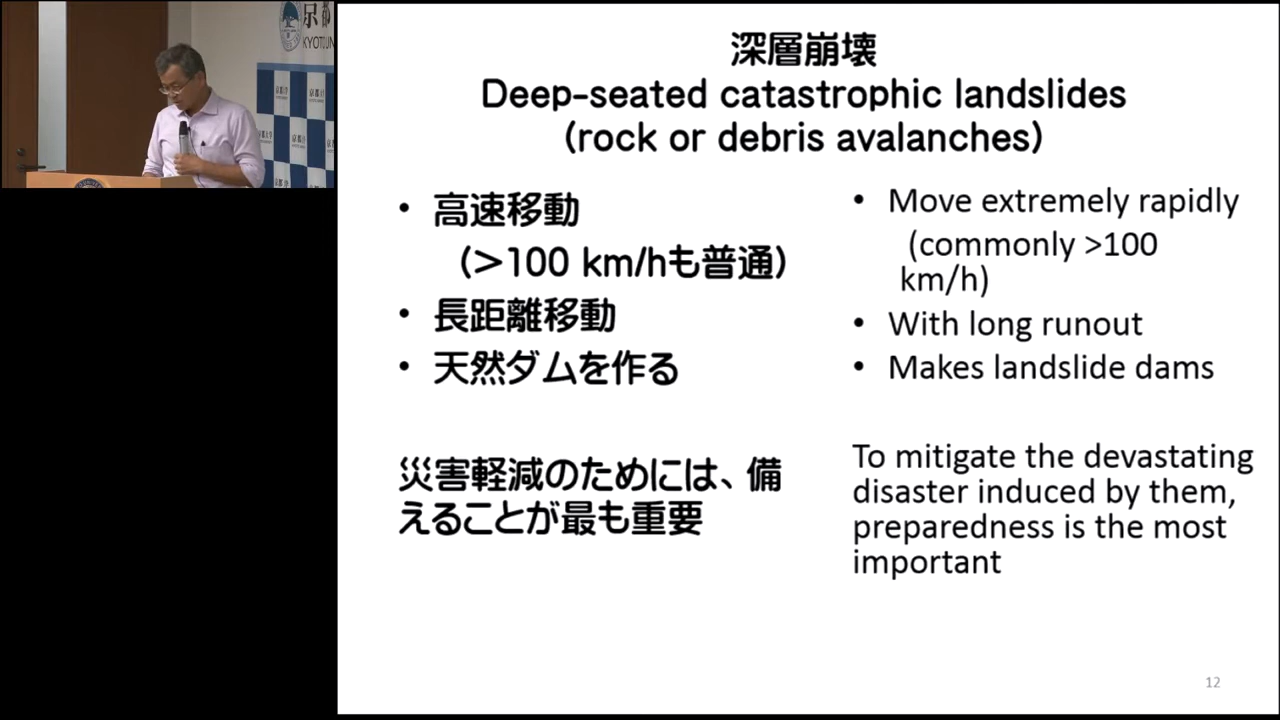 京都
KYOTO UN
深層崩壊
Deep-seated catastrophic landslides
(rock or debris avalanches)
• 高速移動
（>100 km/hも普通）
• 長距離移動
• 天然ダムを作る
災害軽減のためには、備
えることが最も重要
• Move extremely rapidly
(commonly >100
km/h)
• With long runout
• Makes landslide dams
To mitigate the devastating
disaster induced by them,
preparedness is the most
important
12